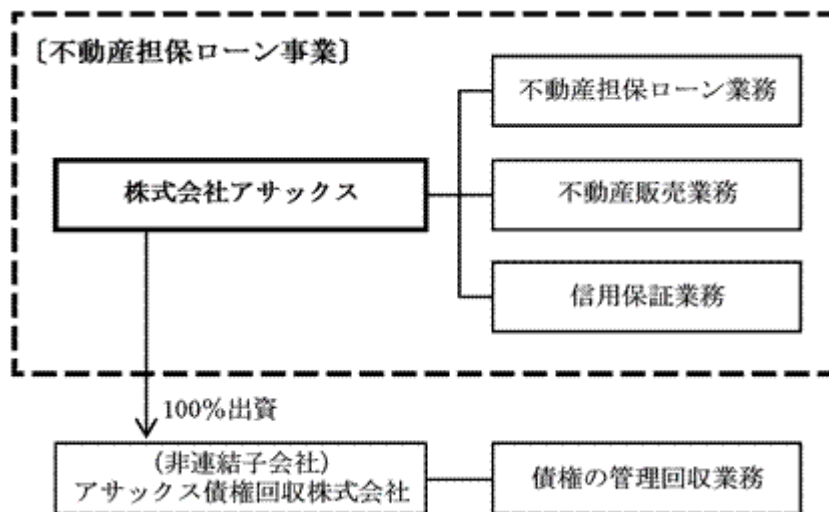 〔不動産担保ローン事業〕
不動産担保ローン業務
株式会社アサックス
不動産販売業務
信用保証業務
100%出資
(非連結子会社)
アサックス債権回収株式会社
債権の管理回収業務